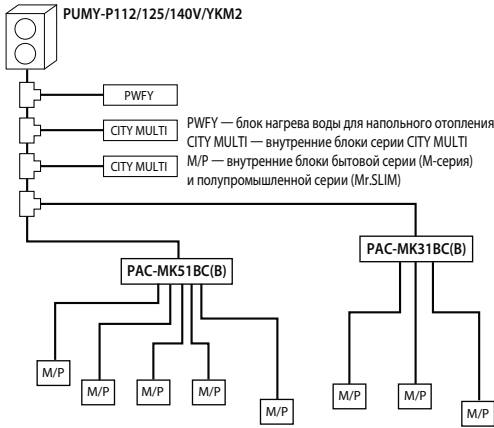 PUMY-P112/125/140V/YKM2
PWFY
CITY MULTI
CITY MULTI
PWFY — блок нагрева воды для напольного отопления
CITY MULTI — внутренние блоки серии CITY MULTI
M/P — внутренние блоки бытовой серии (М-серия)
и полупромышленной серии (Mr.SLIM)
PAC-MK51BC(B)
PAC-MK31BC(B)
M/P
M/P
M/P
M/P
M/P
M/P
M/P
M/P